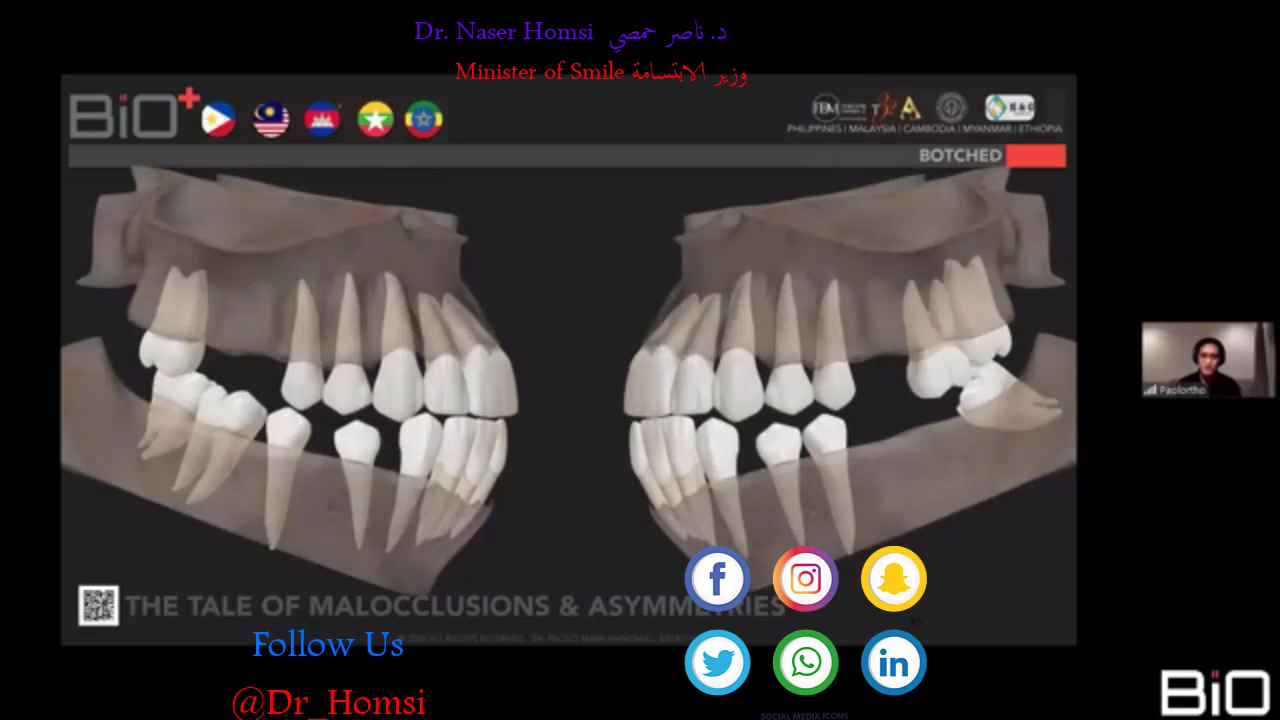 Dr. Naser Homsi د. ناصر حمصي
Minister of Smile وزير الابتسامة
BiO+
PHILIPPINES | MALAYSIA | CAMBODIA | MYANMAR | ETHIOPIA
BOTCHED
Paolortho
THE TALE OF MALOCCLUSIONS & ASYMMETRIES
Follow Us
@Dr_Homsi
BiO
SOCIAL MEDIA ICONS